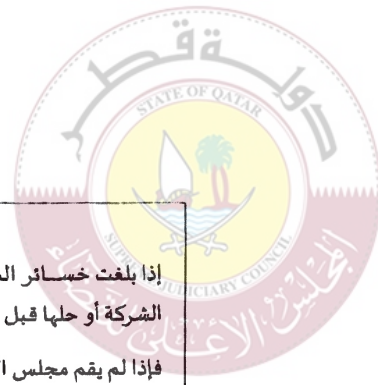 دولة قطر
STATE OF QATAR
SUPREME JUDICIARY COUNCIL
المجلس الأعلى للقضاء
إذا بلغت خسائر
الشركة أو حلها قبل
فإذا لم يقم مجلس